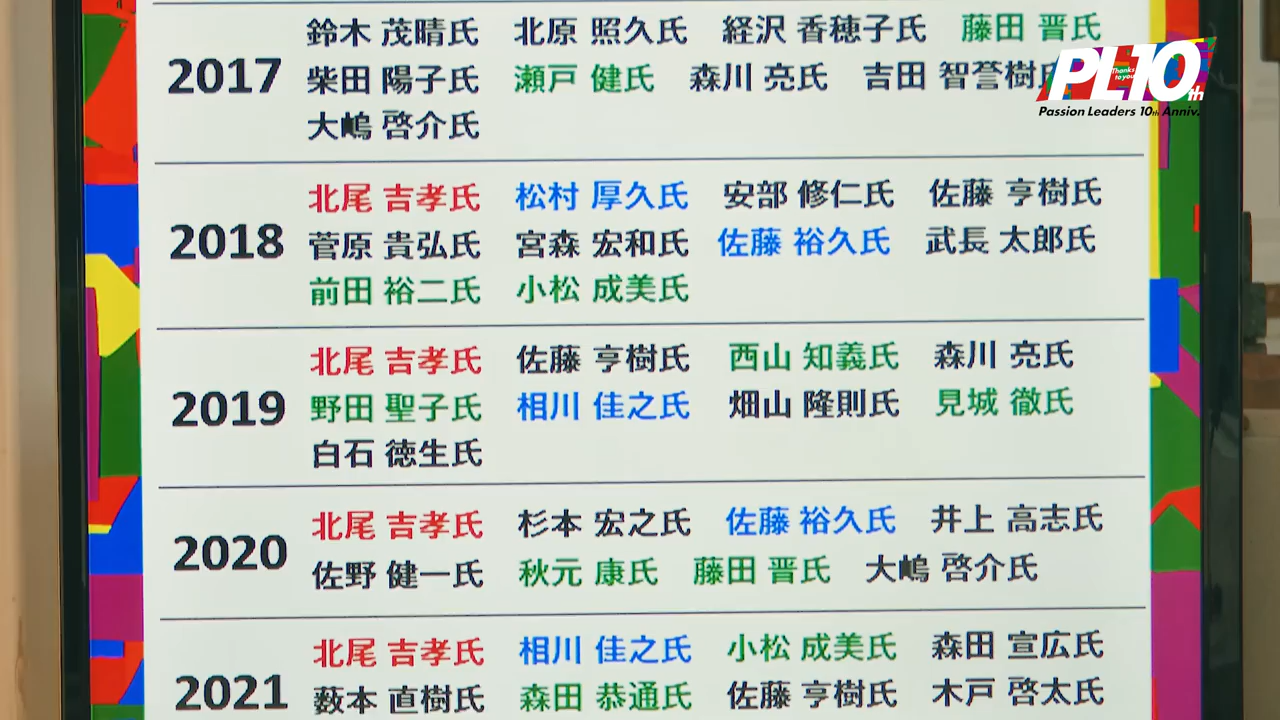 2017
鈴木 茂晴氏 北原 照久氏 経沢 香穂子氏 藤田 晋氏
柴田 陽子氏 瀬戸 健氏 森川 亮氏 吉田 智誉樹氏
大嶋 啓介氏
2018
北尾 吉孝氏 松村 厚久氏 安部 修仁氏 佐藤 亨樹氏
菅原 貴弘氏 宮森 宏和氏 佐藤 裕久氏 武長 太郎氏
前田 裕二氏 小松 成美氏
2019
北尾 吉孝氏 佐藤 亨樹氏 西山 知義氏 森川 亮氏
野田 聖子氏 相川 佳之氏 畑山 隆則氏 見城 徹氏
白石 徳生氏
2020
北尾 吉孝氏 杉本 宏之氏 佐藤 裕久氏 井上 高志氏
佐野 健一氏 秋元 康氏 藤田 晋氏 大嶋 啓介氏
2021
北尾 吉孝氏 相川 佳之氏 小松 成美氏 森田 宣広氏
薮本 直樹氏 森田 恭通氏 佐藤 亨樹氏 木戸 啓太氏
PL10th
Thanks to you
Passion Leaders 10th Anniv.